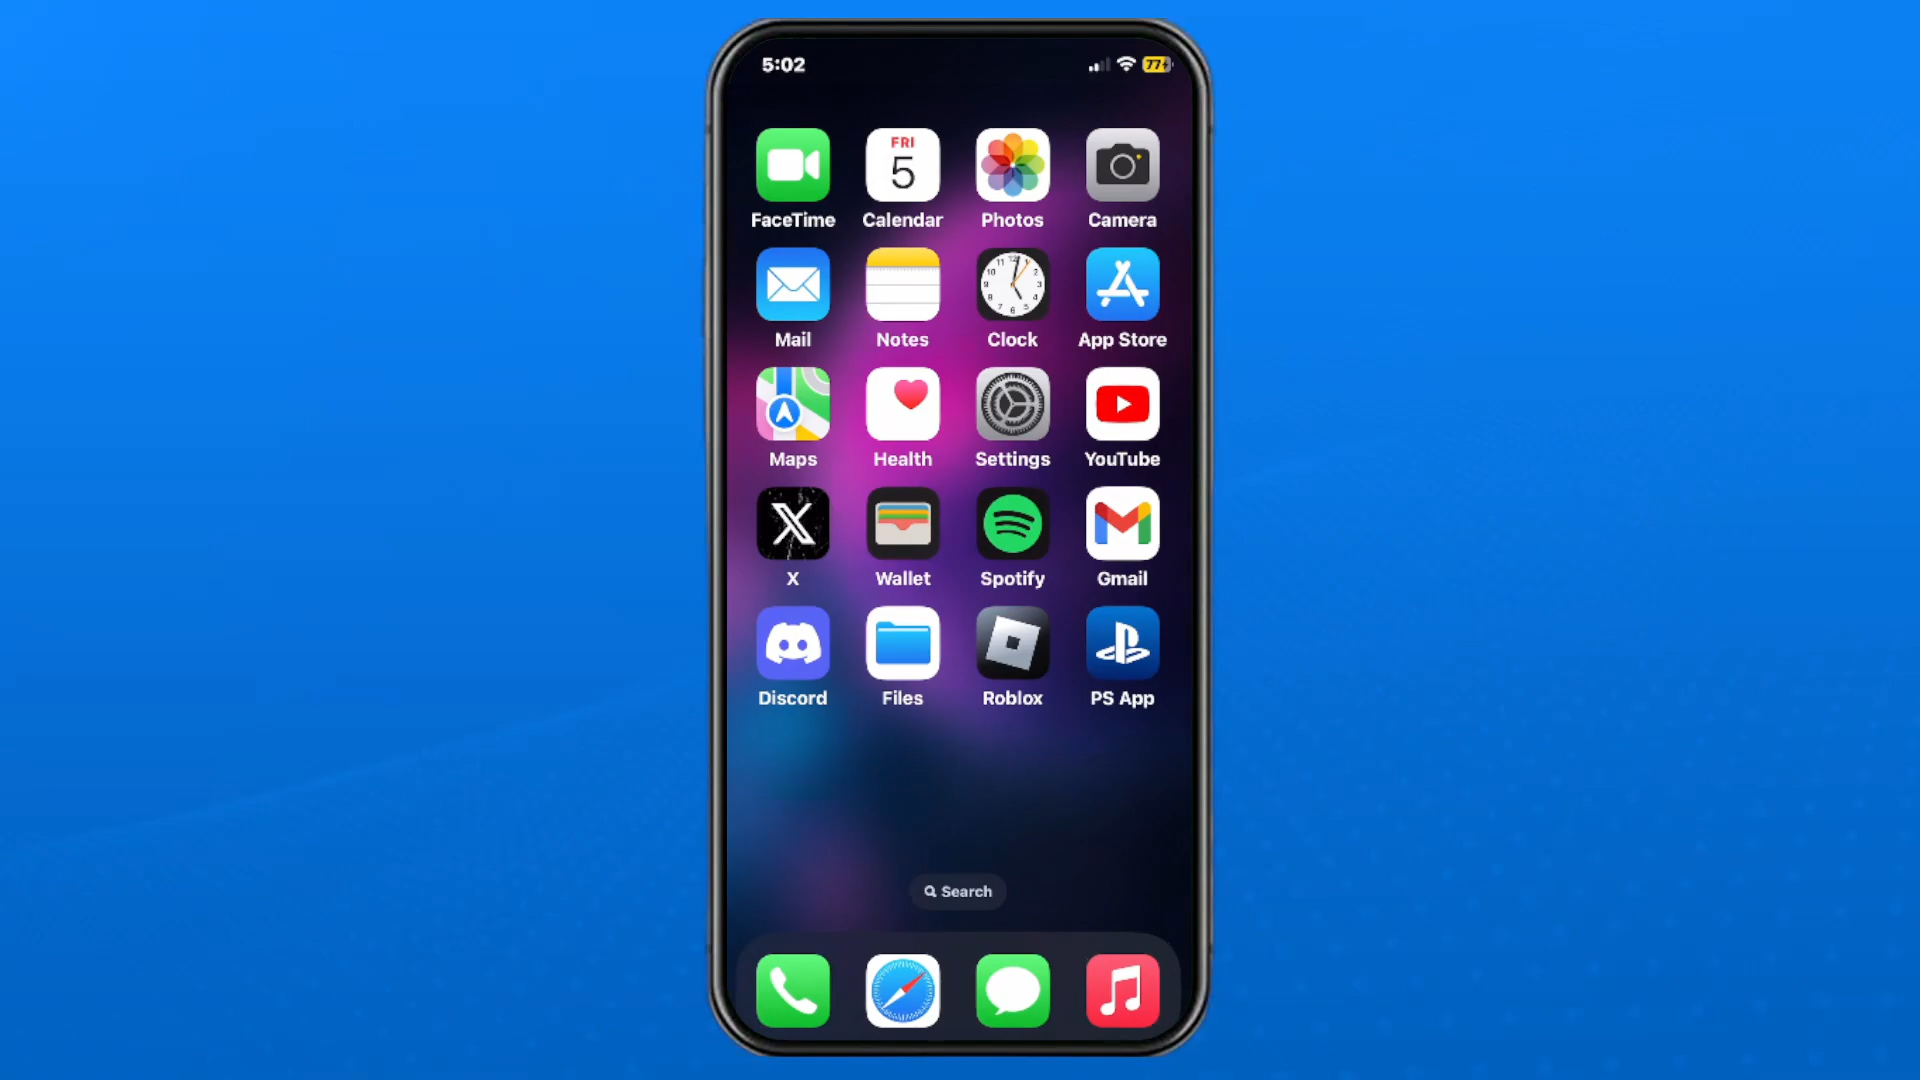 5:02 77
FRI
5
FaceTime Calendar Photos Camera
Mail Notes Clock App Store
Maps Health Settings YouTube
X Wallet Spotify Gmail
Discord Files Roblox PS App
Search